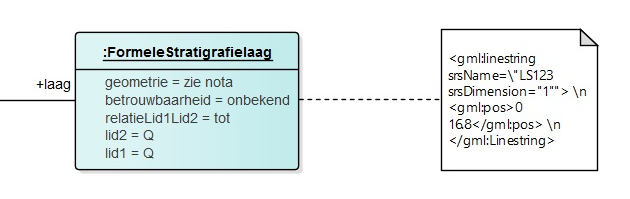 :FormeleStratigrafielaag
+laag
geometrie = zie nota
betrouwbaarheid = onbekend
relatieLid1Lid2 = tot
lid2 = Q
lid1 = Q
<gml:linestring
srsName=\"LS123
srsDimension="1""> \n
<gml:pos>0
16.8</gml:pos> \n
</gml:Linestring>